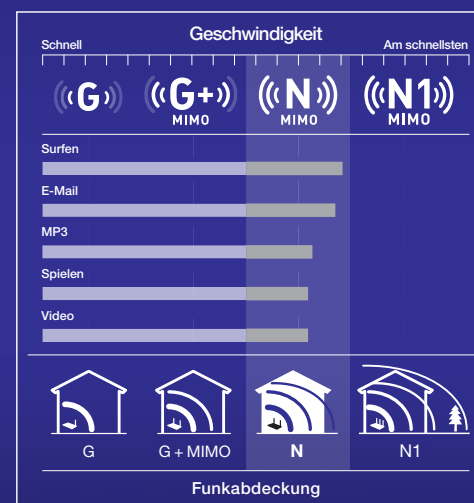 Geschwindigkeit
Schnell Am schnellsten
G G+ N N1
MIMO MIMO MIMO
Surfen
E-Mail
MP3
Spielen
Video
G G + MIMO N N1
Funkabdeckung